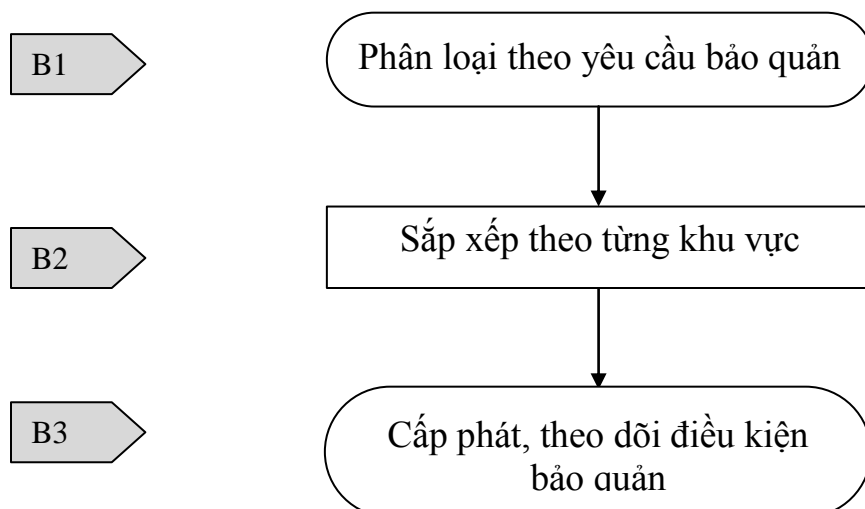 B1
Phân loại theo yêu cầu bảo quản
B2
Sắp xếp theo từng khu vực
B3
Cấp phát, theo dõi điều kiện
bảo quản